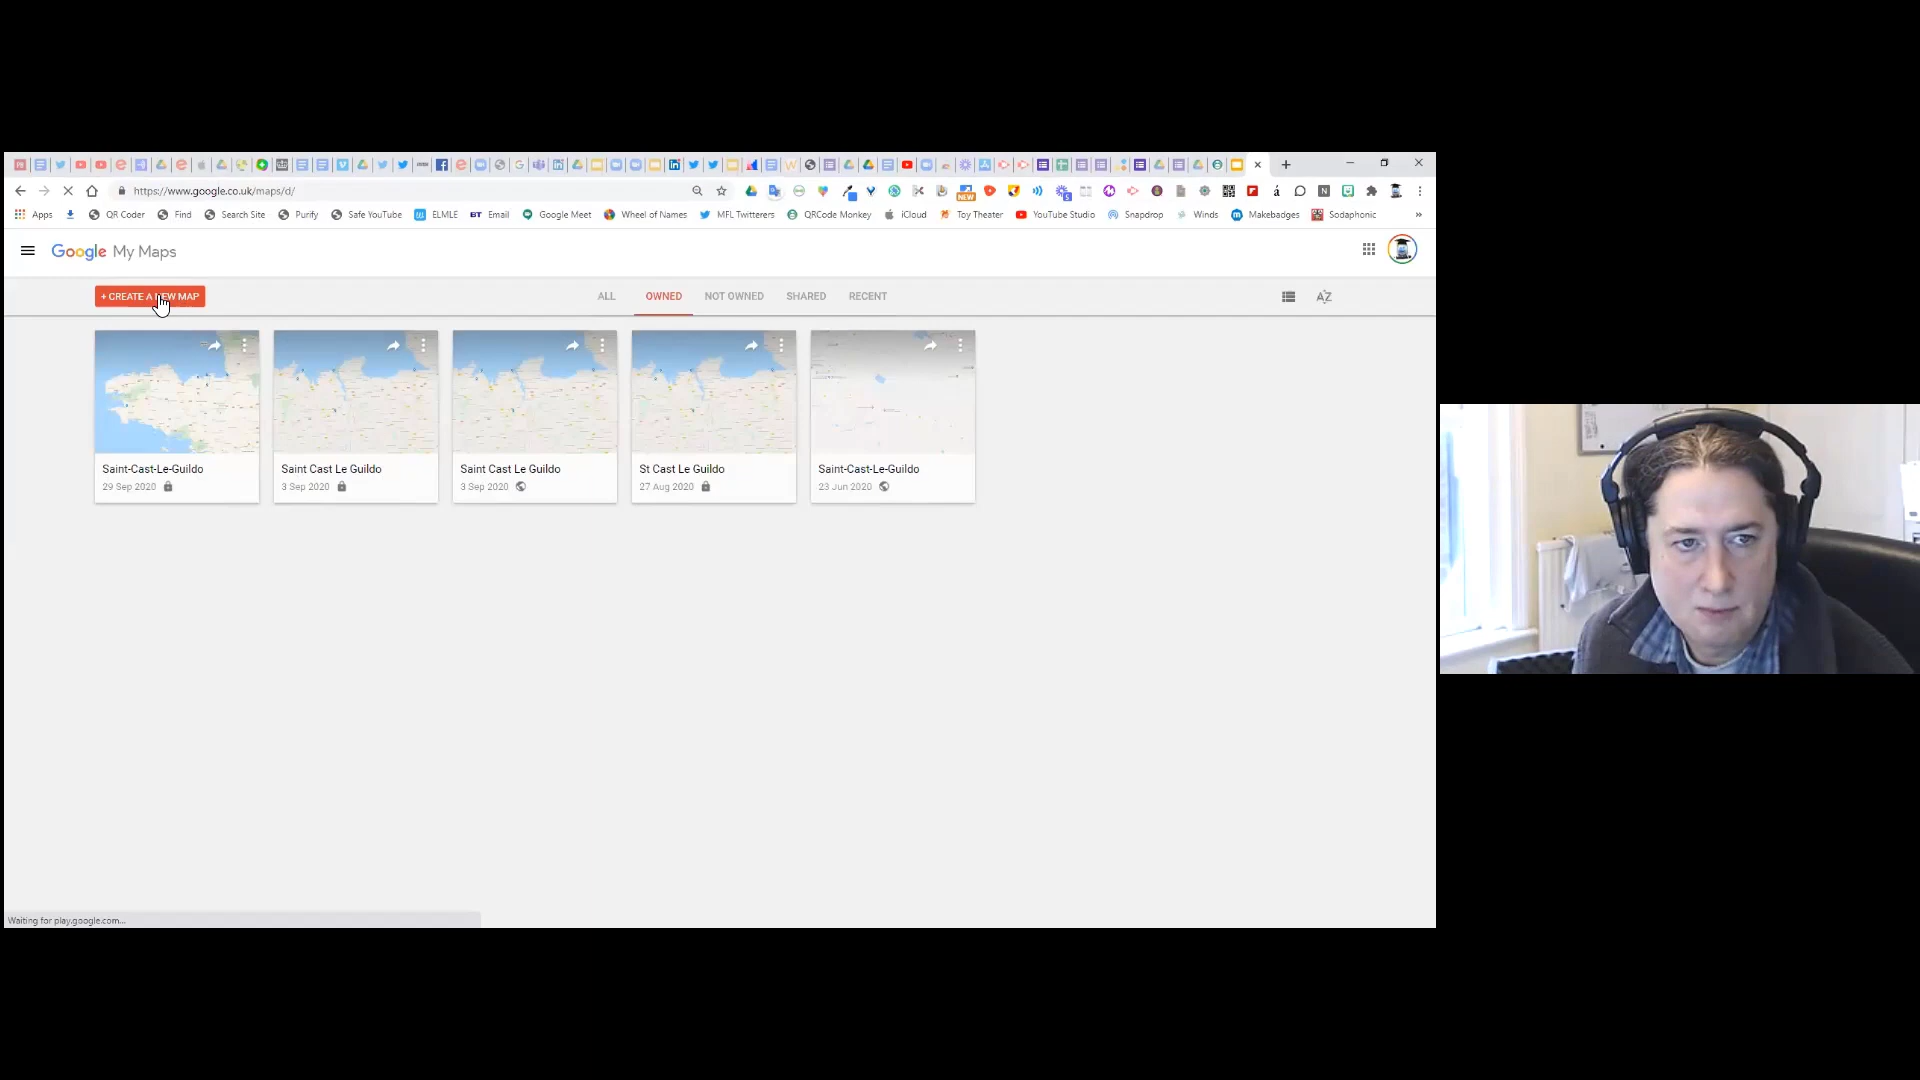 https://www.google.co.uk/maps/d/
Apps QR Coder Find Search Site Purify Safe YouTube ELMLE BT Email Google Meet Wheel of Names MFL Twitterers QRCode Monkey iCloud Toy Theater YouTube Studio Snapdrop Winds Makebadges Sodaphonic »
Google My Maps
+ CREATE A NEW MAP ALL OWNED NOT OWNED SHARED RECENT AZ
Saint-Cast-Le-Guildo Saint Cast Le Guildo Saint Cast Le Guildo St Cast Le Guildo Saint-Cast-Le-Guildo
29 Sep 2020 3 Sep 2020 3 Sep 2020 27 Aug 2020 23 Jun 2020
Waiting for play.google.com...